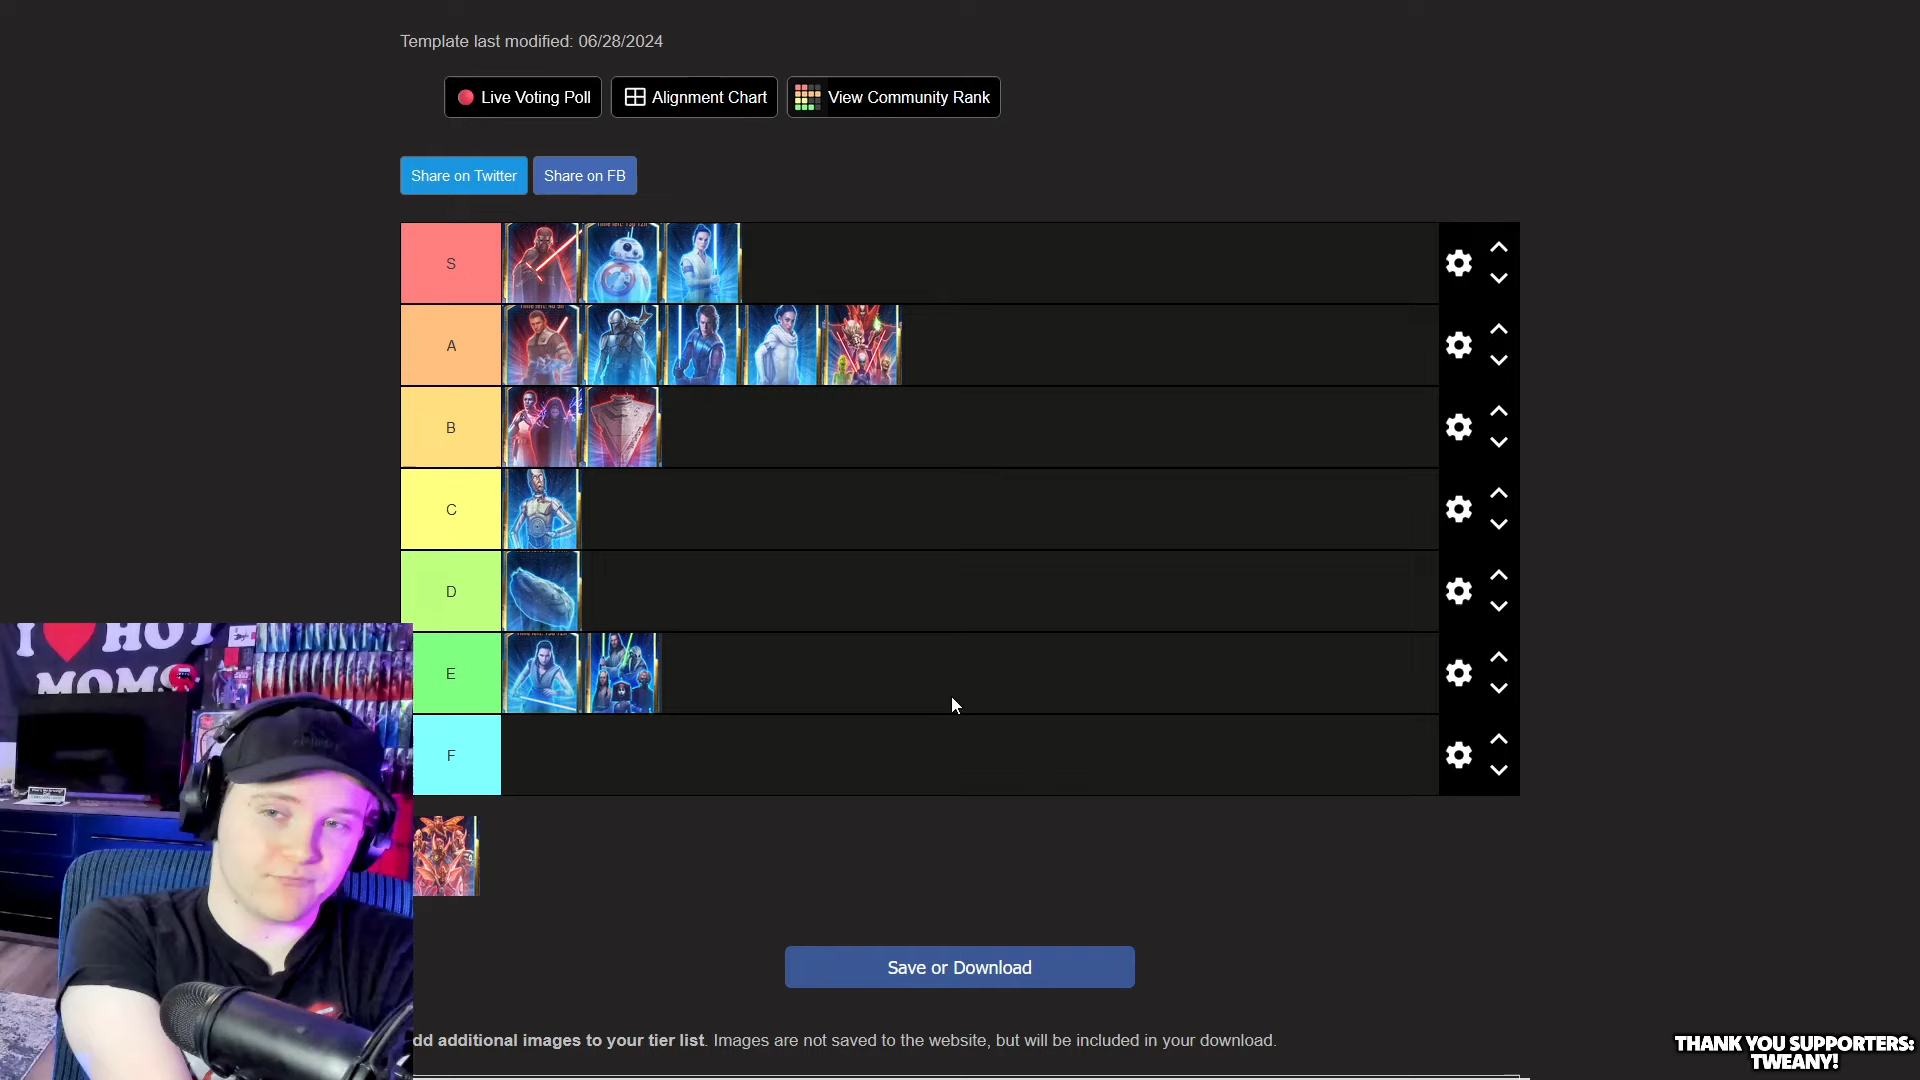 Template last modified: 06/28/2024
Live Voting Poll
Alignment Chart
View Community Rank
Share on Twitter
Share on FB
S
A
B
C
D
E
F
I HOT
MOMS
Save or Download
dd additional images to your tier list. Images are not saved to the website, but will be included in your download.
THANK YOU SUPPORTERS:
TWEANY!